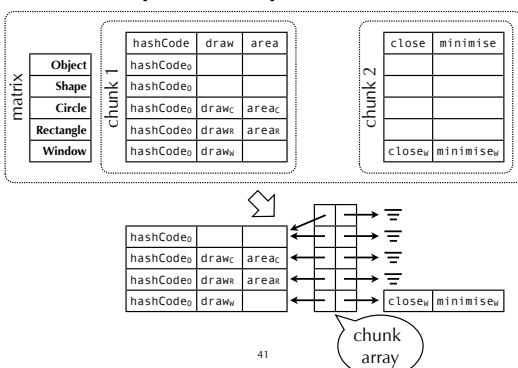 hashCode draw area close minimise
Object hashCodeO
Shape hashCodeO
Circle hashCodeO drawC areaC
Rectangle hashCodeO drawR areaR
Window hashCodeO drawW closeW minimiseW
matrix
chunk 1
chunk 2
hashCodeO
hashCodeO drawC areaC
hashCodeO drawR areaR
hashCodeO drawW closeW minimiseW
chunk
array
41